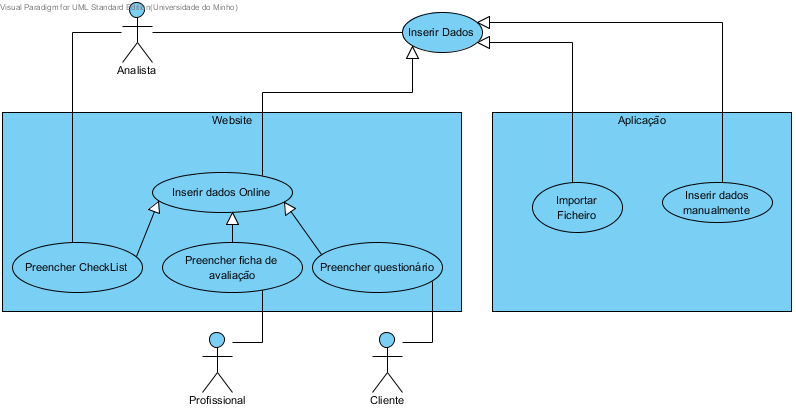 Visual Paradigm for UML Standard Edition(Universidade do Minho)
Inserir Dados
Analista
Website
Aplicação
Inserir dados Online
Importar
Ficheiro
Inserir dados
manualmente
Preencher CheckList
Preencher ficha de
avaliação
Preencher questionário
Profissional
Cliente